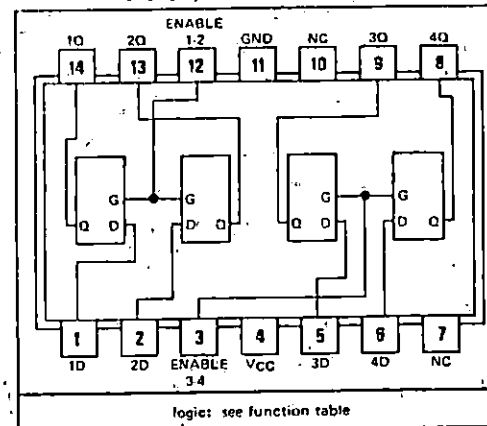 ENABLE
1Q 2Q 1-2 GND NC 3Q 4Q
14 13 12 11 10 9 8
G G G G
Q D D Q Q D D Q
1 2 3 4 5 6 7
1D 2D ENABLE VCC 3D 4D NC
3-4
logic: see function table